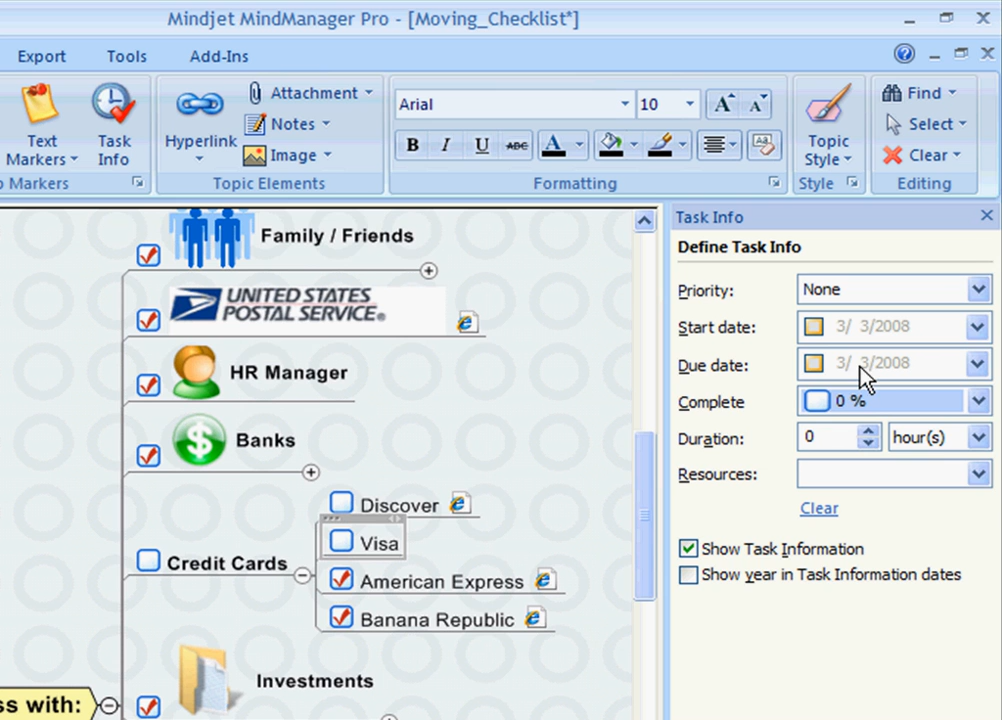 Mindjet MindManager Pro - [Moving_Checklist*]
Export Tools Add-Ins
Text Markers
Task Info
Hyperlink
Attachment
Notes
Image
Arial 10
B I U ABC A
Topic Style
Find
Select
Clear
Markers Topic Elements Formatting Style Editing
Family / Friends
UNITED STATES
POSTAL SERVICE®
HR Manager
Banks
Credit Cards
Discover
Visa
American Express
Banana Republic
Investments
ss with:
Task Info
Define Task Info
Priority: None
Start date: 3/ 3/2008
Due date: 3/ 3/2008
Complete 0 %
Duration: 0 hour(s)
Resources:
Clear
Show Task Information
Show year in Task Information dates